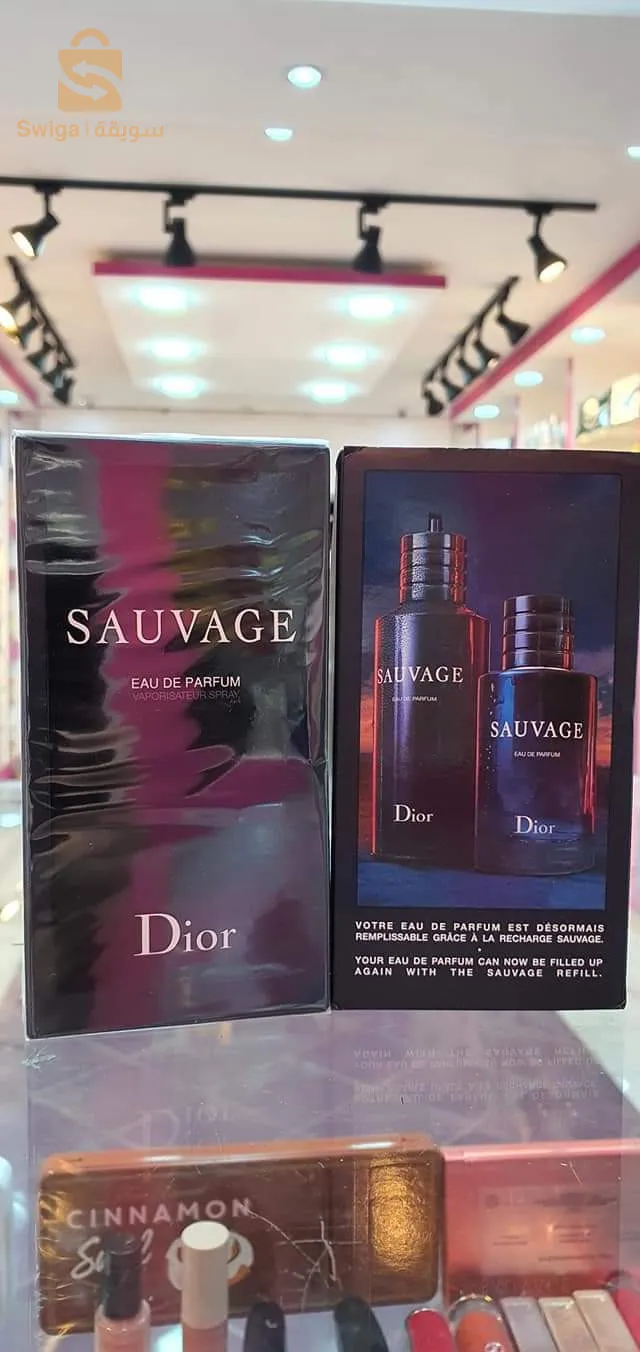 Swiga | سويقة
SAUVAGE
EAU DE PARFUM
VAPORISATEUR SPRAY
Dior
SAUVAGE
EAU DE PARFUM
Dior
SAUVAGE
EAU DE PARFUM
Dior
VOTRE EAU DE PARFUM EST DÉSORMAIS
REMPLISSABLE GRÂCE À LA RECHARGE SAUVAGE.
YOUR EAU DE PARFUM CAN NOW BE FILLED UP
AGAIN WITH THE SAUVAGE REFILL.
CINNAMON